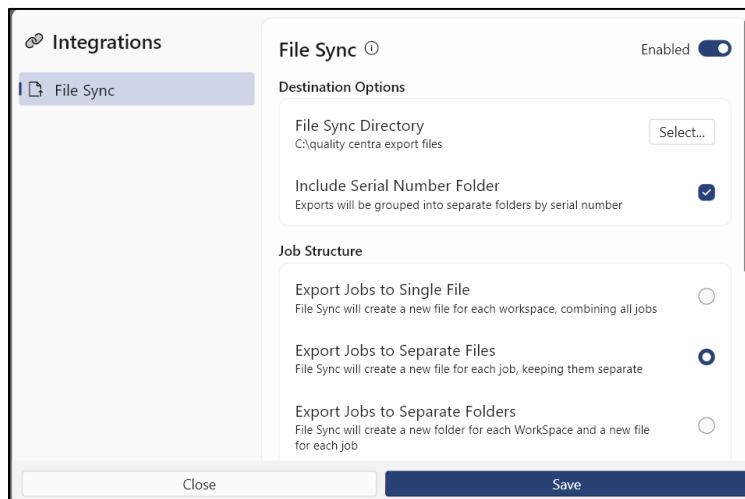 Integrations
File Sync
File Sync
Enabled
Destination Options
File Sync Directory
C:\quality centra export files
Select...
Include Serial Number Folder
Exports will be grouped into separate folders by serial number
Job Structure
Export Jobs to Single File
File Sync will create a new file for each workspace, combining all jobs
Export Jobs to Separate Files
File Sync will create a new file for each job, keeping them separate
Export Jobs to Separate Folders
File Sync will create a new folder for each WorkSpace and a new file
for each job
Close
Save